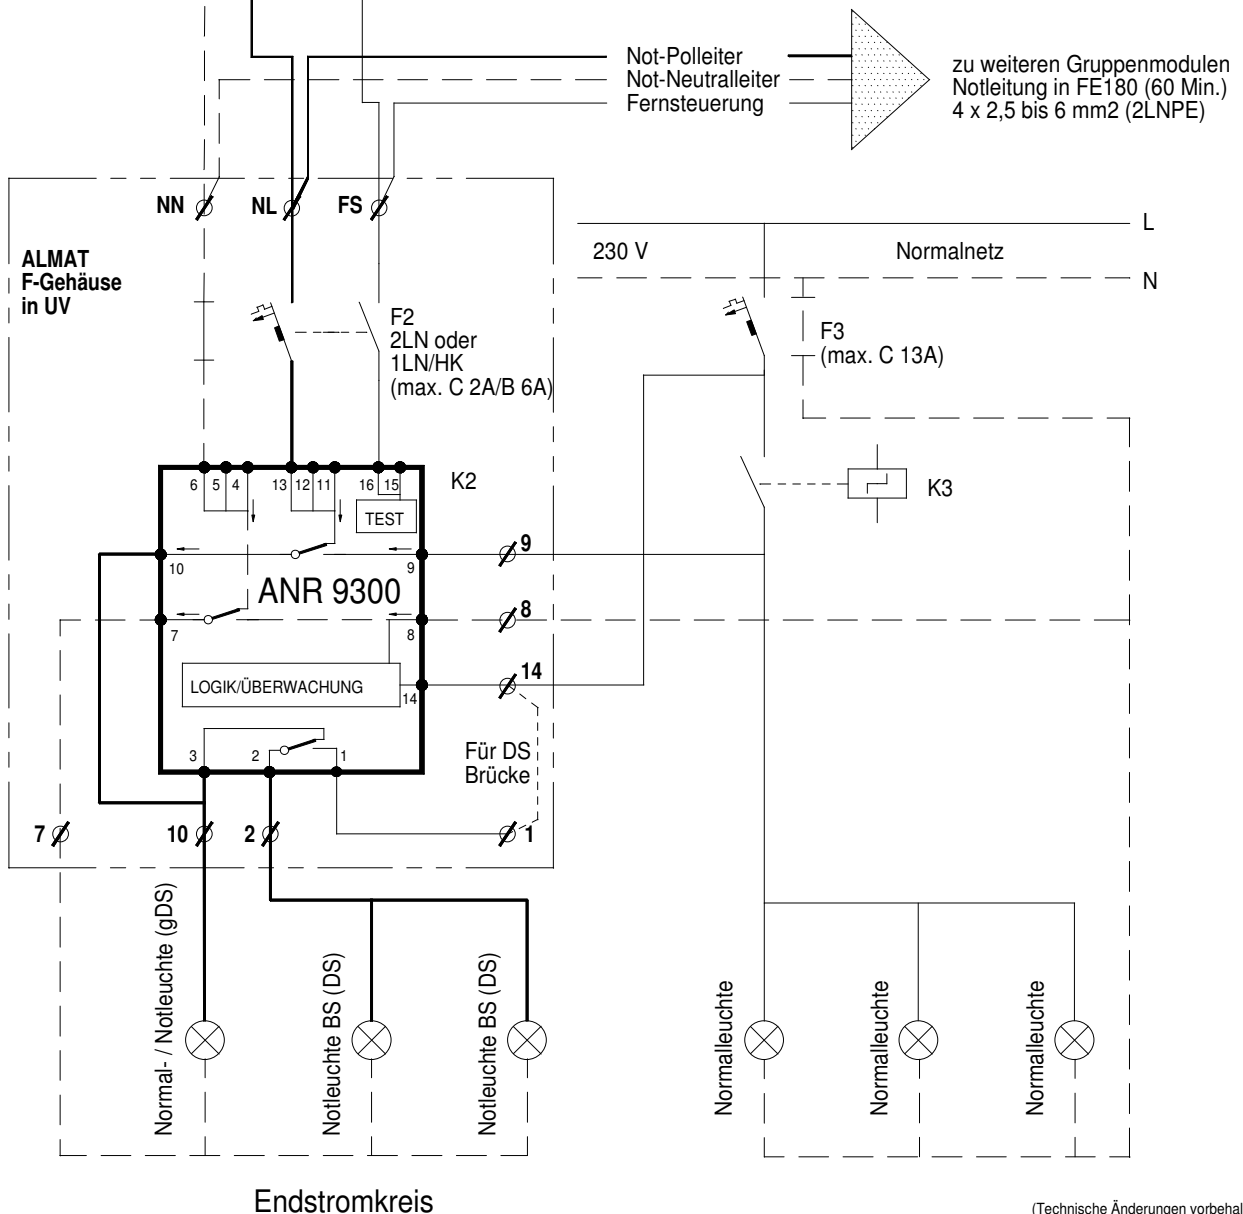 Not-Polleiter
Not-Neutralleiter
Fernsteuerung
zu weiteren Gruppenmodulen
Notleitung in FE180 (60 Min.)
4 x 2,5 bis 6 mm2 (2LNPE)
NN
NL
FS
ALMAT
F-Gehäuse
in UV
230 V
Normalnetz
L
N
F2
2LN oder
1LN/HK
(max. C 2A/B 6A)
F3
(max. C 13A)
K2
K3
6 5 4 13 12 11 16 15
TEST
10
9
9
ANR 9300
7
8
8
LOGIK/ÜBERWACHUNG
14
14
3 2 1
Für DS
Brücke
7
10
2
1
Normal- / Notleuchte (gDS)
Notleuchte BS (DS)
Notleuchte BS (DS)
Normalleuchte
Normalleuchte
Normalleuchte
Endstromkreis
(Technische Änderungen vorbehal